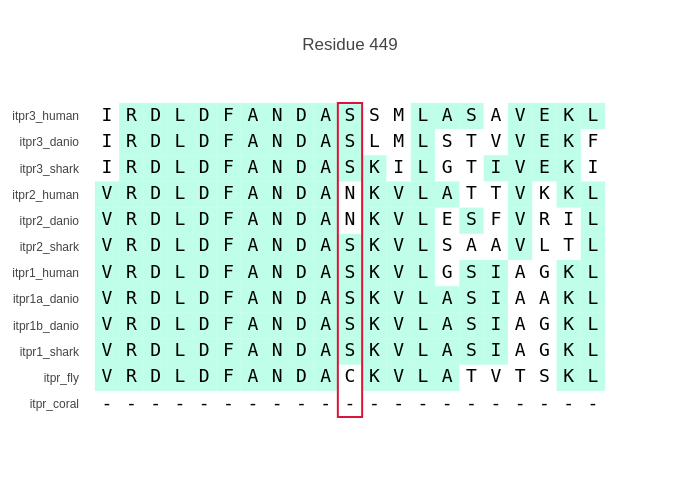 Residue 449
itpr3_human I R D L D F A N D A S S M L A S A V E K L
itpr3_danio I R D L D F A N D A S L M L S T V V E K F
itpr3_shark I R D L D F A N D A S K I L G T I V E K I
itpr2_human V R D L D F A N D A N K V L A T T V K K L
itpr2_danio V R D L D F A N D A N K V L E S F V R I L
itpr2_shark V R D L D F A N D A S K V L S A A V L T L
itpr1_human V R D L D F A N D A S K V L G S I A G K L
itpr1a_danio V R D L D F A N D A S K V L A S I A A K L
itpr1b_danio V R D L D F A N D A S K V L A S I A G K L
itpr1_shark V R D L D F A N D A S K V L A S I A G K L
itpr_fly V R D L D F A N D A C K V L A T V T S K L
itpr_coral - - - - - - - - - - - - - - - - - - - - -